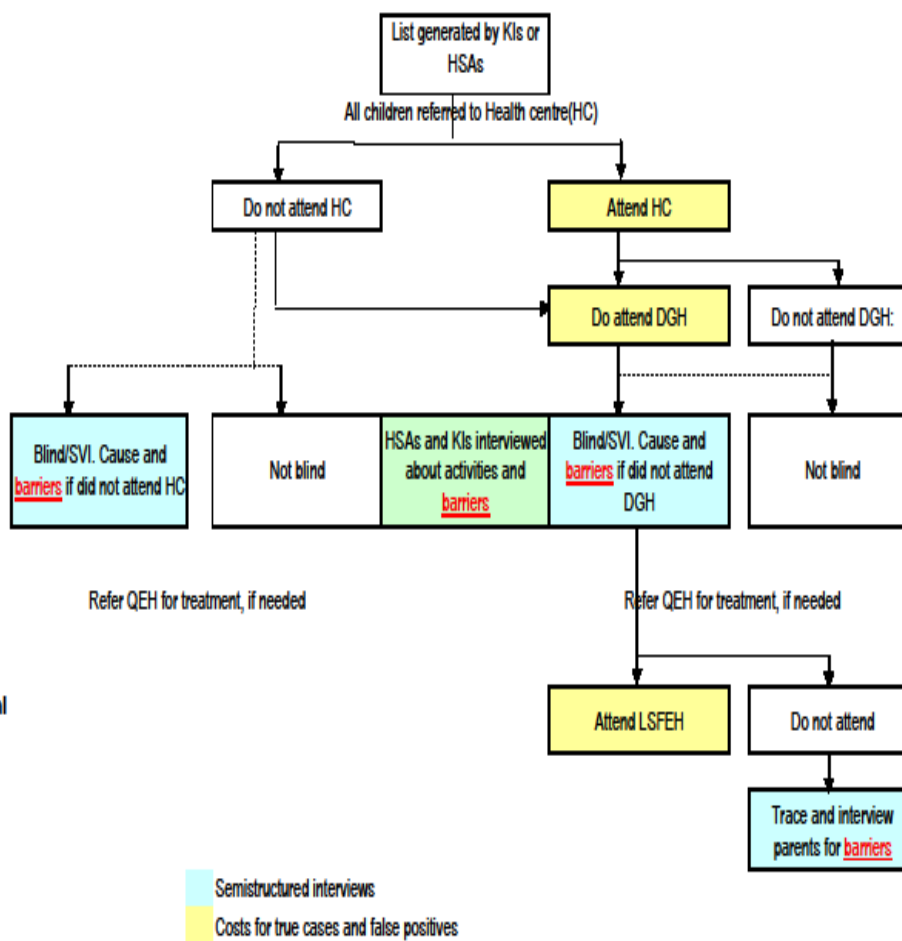 List generated by KIs or
HSAs
All children referred to Health centre(HC)
Do not attend HC
Attend HC
Do attend DGH
Do not attend DGH:
Blind/SVI. Cause and
barriers if did not attend HC
Not blind
HSAs and KIs interviewed
about activities and
barriers
Blind/SVI. Cause and
barriers if did not attend
DGH
Not blind
Refer QEH for treatment, if needed
Refer QEH for treatment, if needed
Attend LSFEH
Do not attend
Trace and interview
parents for barriers
Semistructured interviews
Costs for true cases and false positives